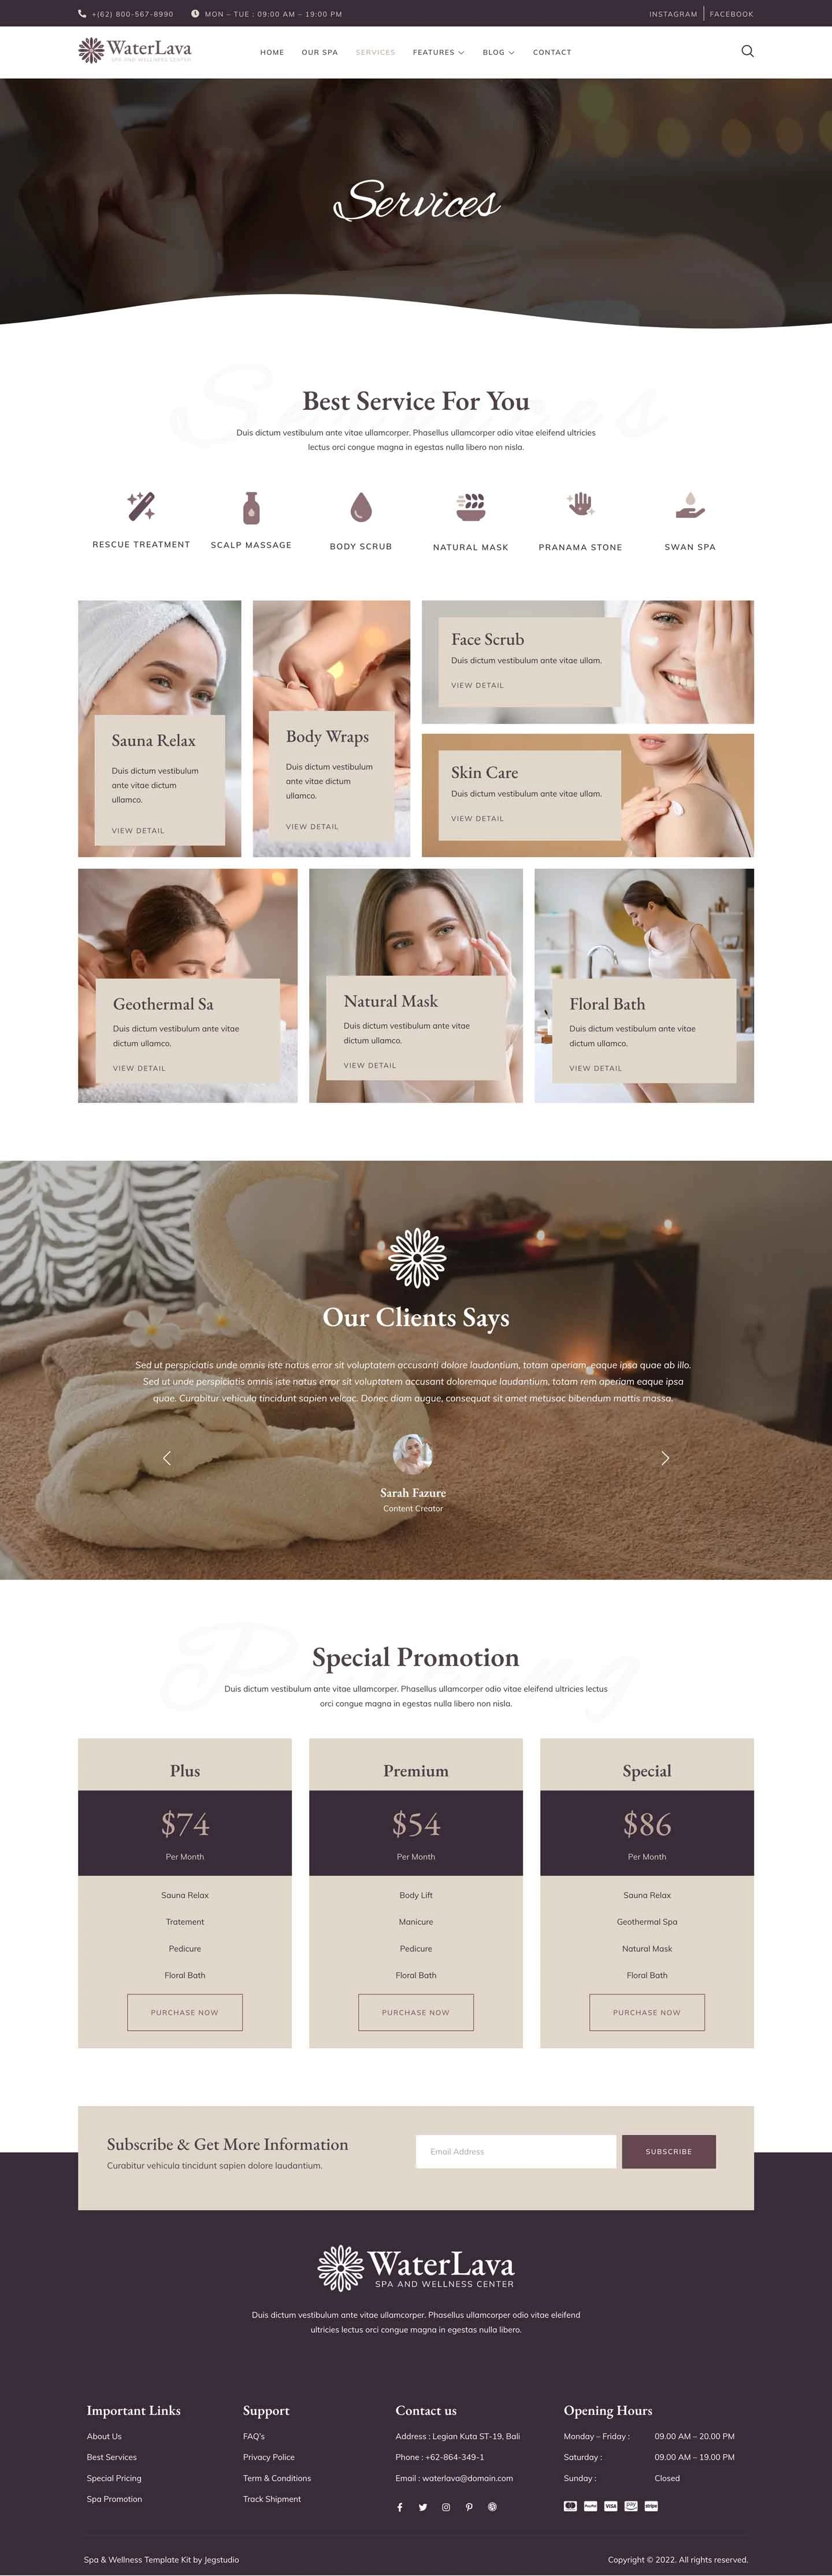 +(62) 800-567-8990 MON – TUE : 09:00 AM – 19:00 PM INSTAGRAM FACEBOOK
WaterLava
SPA AND WELLNESS CENTER
HOME OUR SPA SERVICES FEATURES BLOG CONTACT
Services
Best Service For You
Duis dictum vestibulum ante vitae ullamcorper. Phasellus ullamcorper odio vitae eleifend ultricies
lectus orci congue magna in egestas nulla libero non nisla.
RESCUE TREATMENT SCALP MASSAGE BODY SCRUB NATURAL MASK PRANAMA STONE SWAN SPA
Sauna Relax
Duis dictum vestibulum
ante vitae dictum
ullamco.
VIEW DETAIL
Body Wraps
Duis dictum vestibulum
ante vitae dictum
ullamco.
VIEW DETAIL
Face Scrub
Duis dictum vestibulum ante vitae ullam.
VIEW DETAIL
Skin Care
Duis dictum vestibulum ante vitae ullam.
VIEW DETAIL
Geothermal Sa
Duis dictum vestibulum ante vitae
dictum ullamco.
VIEW DETAIL
Natural Mask
Duis dictum vestibulum ante vitae
dictum ullamco.
VIEW DETAIL
Floral Bath
Duis dictum vestibulum ante vitae
dictum ullamco.
VIEW DETAIL
Our Clients Says
Sed ut perspiciatis unde omnis iste natus error sit voluptatem accusanti dolore laudantium, totam aperiam, eaque ipsa quae ab illo.
Sed ut unde perspiciatis omnis iste natus error sit voluptatem accusant doloremque laudantium, totam rem aperiam eaque ipsa
quae. Curabitur vehicula tincidunt sapien velcac. Donec diam augue, consequat sit amet metusac bibendum mattis massa.
Sarah Fazure
Content Creator
Special Promotion
Duis dictum vestibulum ante vitae ullamcorper. Phasellus ullamcorper odio vitae eleifend ultricies lectus
orci congue magna in egestas nulla libero non nisla.
Plus
$74
Per Month
Sauna Relax
Tratement
Pedicure
Floral Bath
PURCHASE NOW
Premium
$54
Per Month
Body Lift
Manicure
Pedicure
Floral Bath
PURCHASE NOW
Special
$86
Per Month
Sauna Relax
Geothermal Spa
Natural Mask
Floral Bath
PURCHASE NOW
Subscribe & Get More Information
Curabitur vehicula tincidunt sapien dolore laudantium.
Email Address
SUBSCRIBE
WaterLava
SPA AND WELLNESS CENTER
Duis dictum vestibulum ante vitae ullamcorper. Phasellus ullamcorper odio vitae eleifend
ultricies lectus orci congue magna in egestas nulla libero.
Important Links
About Us
Best Services
Special Pricing
Spa Promotion
Support
FAQ's
Privacy Police
Term & Conditions
Track Shipment
Contact us
Address : Legian Kuta ST-19, Bali
Phone : +62-864-349-1
Email : waterlava@domain.com
Opening Hours
Monday – Friday : 09.00 AM – 20.00 PM
Saturday : 09.00 AM – 19.00 PM
Sunday : Closed
PayPal VISA pay stripe
Spa & Wellness Template Kit by Jegstudio Copyright © 2022. All rights reserved.